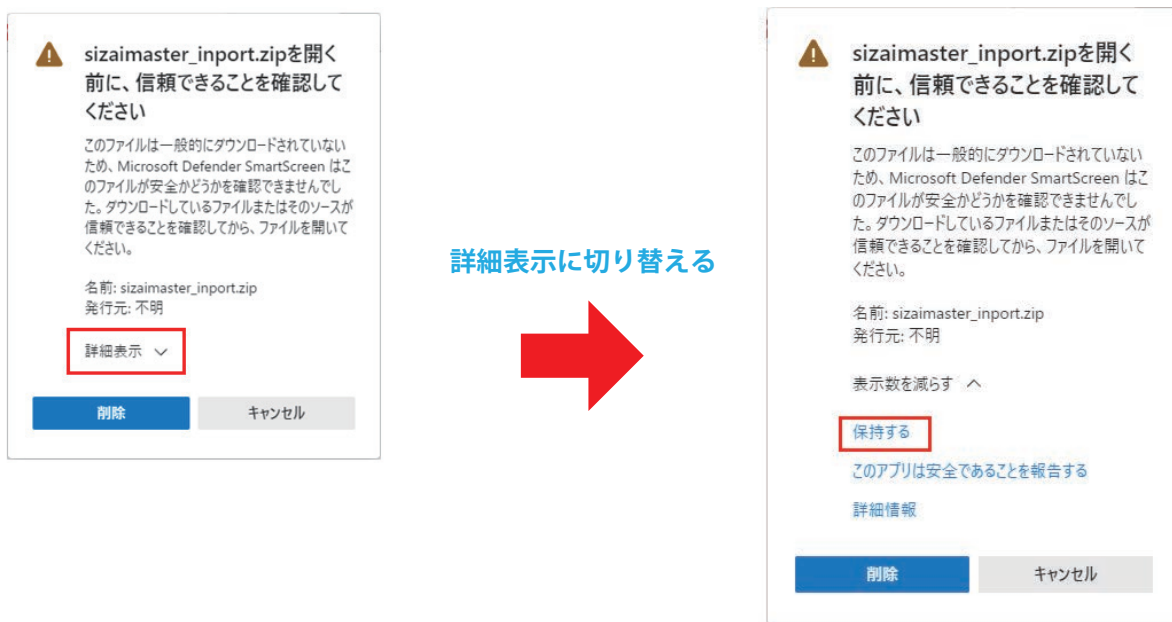 sizaimaster_inport.zipを開く
前に、信頼できることを確認して
ください
このファイルは一般的にダウンロードされていない
ため、Microsoft Defender SmartScreen はこ
のファイルが安全かどうかを確認できませんでし
た。ダウンロードしているファイルまたはそのソースが
信頼できることを確認してから、ファイルを開いて
ください。
名前: sizaimaster_inport.zip
発行元: 不明
詳細表示
削除
キャンセル
詳細表示に切り替える
sizaimaster_inport.zipを開く
前に、信頼できることを確認して
ください
このファイルは一般的にダウンロードされていない
ため、Microsoft Defender SmartScreen はこ
のファイルが安全かどうかを確認できませんでし
た。ダウンロードしているファイルまたはそのソースが
信頼できることを確認してから、ファイルを開いて
ください。
名前: sizaimaster_inport.zip
発行元: 不明
表示数を減らす
保持する
このアプリは安全であることを報告する
詳細情報
削除
キャンセル